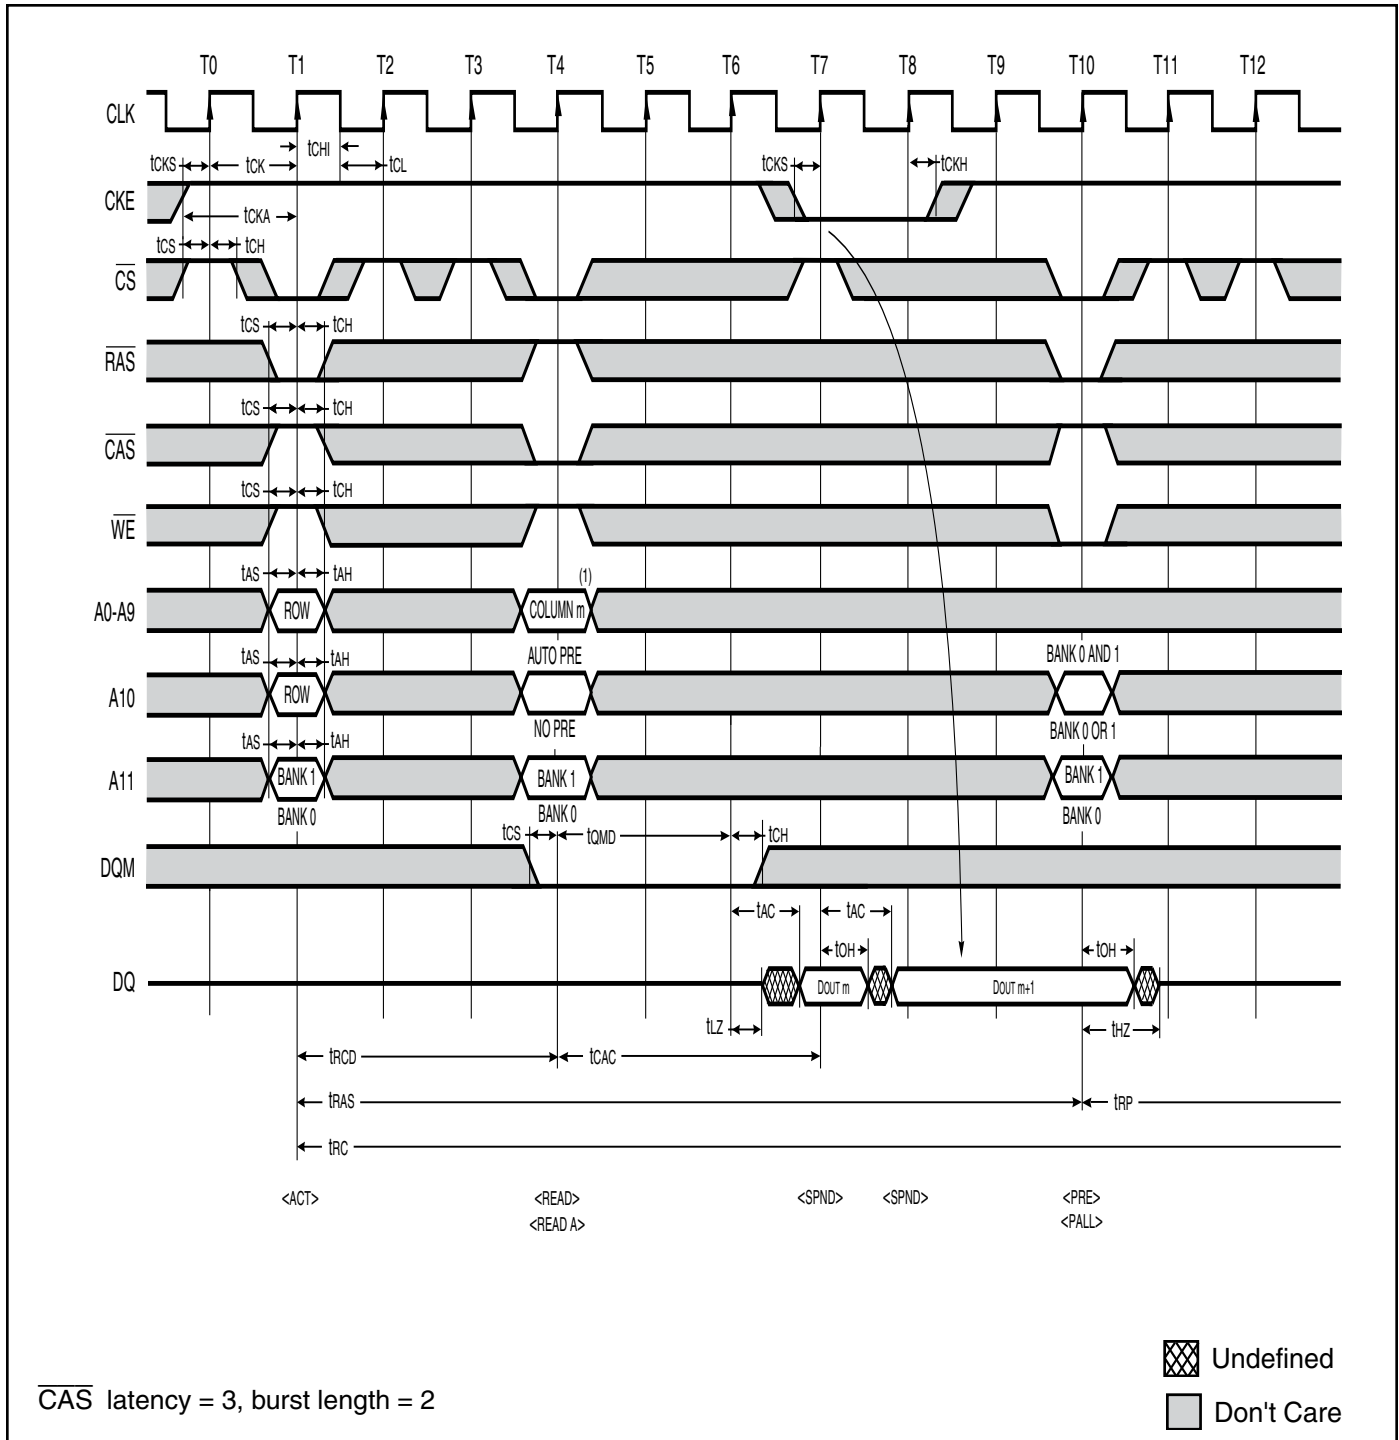 T0 T1 T2 T3 T4 T5 T6 T7 T8 T9 T10 T11 T12
CLK
tCHI
tCKS tCK tCL tCKS tCKH
CKE
tCKA
tCS tCH
CS
tCS tCH
RAS
tCS tCH
CAS
tCS tCH
WE
tAS tAH (1)
A0-A9 ROW COLUMN m
tAS tAH AUTO PRE BANK 0 AND 1
A10 ROW
NO PRE BANK 0 OR 1
tAS tAH
A11 BANK 1 BANK 1 BANK 1
BANK 0 BANK 0 BANK 0
tCS tQMD tCH
DQM
tAC tAC
tOH tOH
DQ DOUT m DOUT m+1
tLZ tHZ
tRCD tCAC
tRAS tRP
tRC
<ACT> <READ> <SPND> <SPND> <PRE>
<READ A> <PALL>
Undefined
CAS latency = 3, burst length = 2
Don't Care